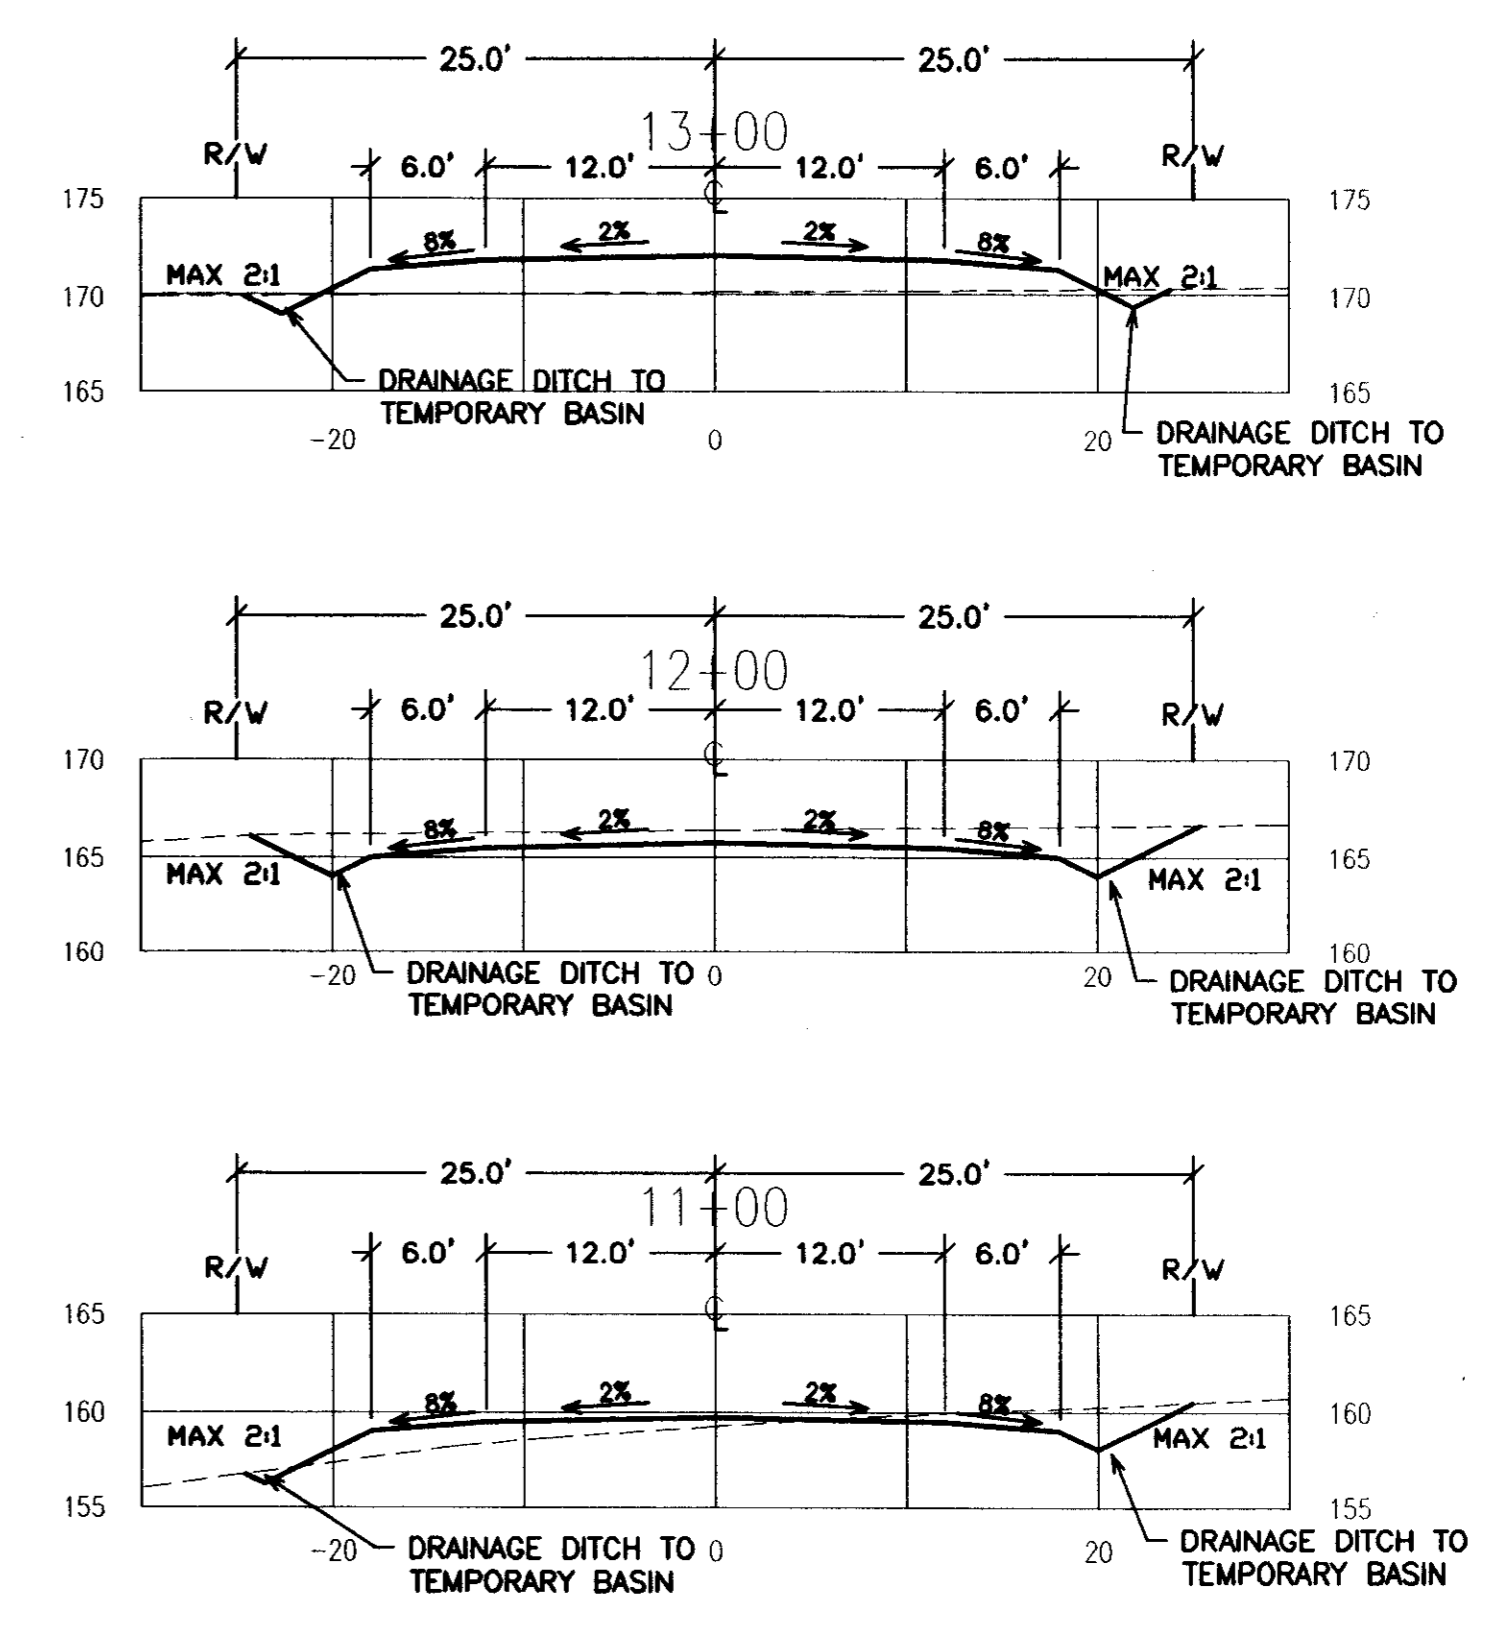 25.0' 25.0'
13+00
R/W R/W
6.0' 12.0' 12.0' 6.0'
℄
175 175
8% 2% 2% 8%
MAX 2:1 MAX 2:1
170 170
DRAINAGE DITCH TO
TEMPORARY BASIN
165 165
-20 0 20
DRAINAGE DITCH TO
TEMPORARY BASIN
25.0' 25.0'
12+00
R/W R/W
6.0' 12.0' 12.0' 6.0'
℄
170 170
8% 2% 2% 8%
165 165
MAX 2:1 MAX 2:1
160 160
-20 0 20
DRAINAGE DITCH TO
TEMPORARY BASIN
DRAINAGE DITCH TO
TEMPORARY BASIN
25.0' 25.0'
11+00
R/W R/W
6.0' 12.0' 12.0' 6.0'
℄
165 165
8% 2% 2% 8%
160 160
MAX 2:1 MAX 2:1
155 155
-20 0 20
DRAINAGE DITCH TO
TEMPORARY BASIN
DRAINAGE DITCH TO
TEMPORARY BASIN